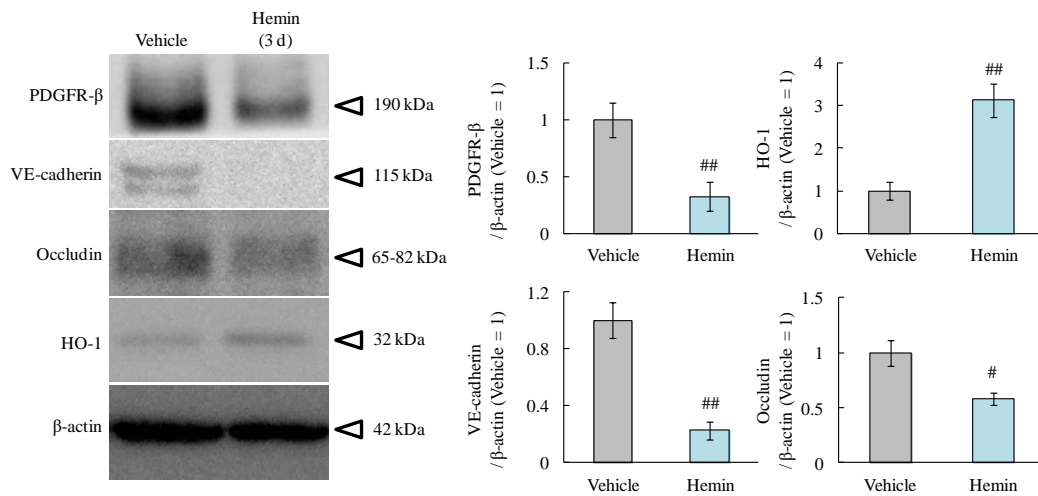 Vehicle
Hemin
(3 d)
PDGFR-β
190 kDa
VE-cadherin
115 kDa
Occludin
65-82 kDa
HO-1
32 kDa
β-actin
42 kDa
PDGFR-β
/ β-actin (Vehicle = 1)
1.5
1
0.5
0
##
Vehicle
Hemin
HO-1
/ β-actin (Vehicle = 1)
4
3
2
1
0
##
Vehicle
Hemin
VE-cadherin
/ β-actin (Vehicle = 1)
1.2
0.8
0.4
0
##
Vehicle
Hemin
Occludin
/ β-actin (Vehicle = 1)
1.5
1
0.5
0
#
Vehicle
Hemin